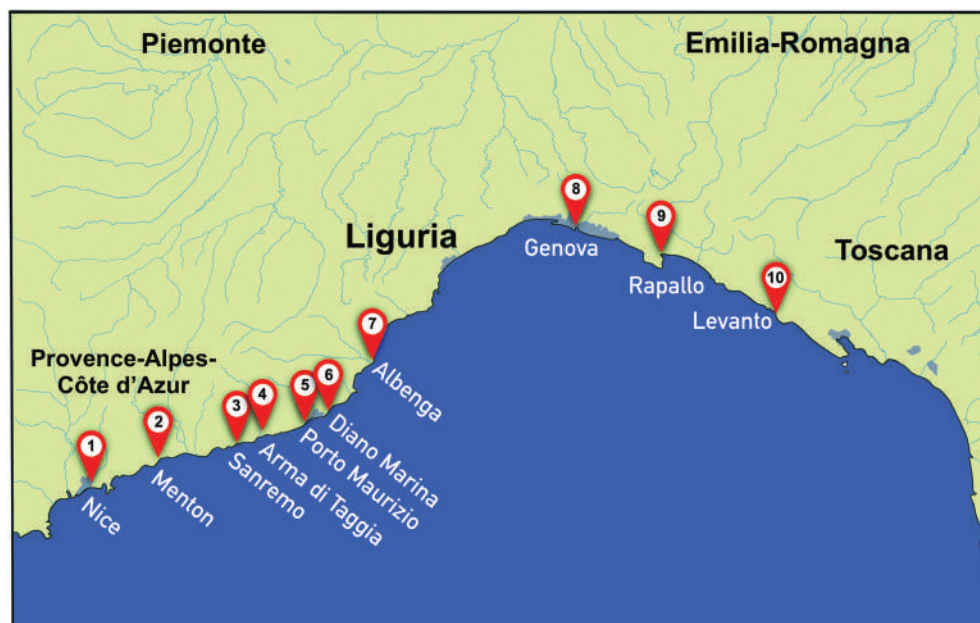 Piemonte
Emilia-Romagna
8
9
Liguria
Genova
Toscana
Rapallo
10
Levanto
7
Provence-Alpes-
Côte d’Azur
Albenga
6
5
4
3
2
1
Diano Marina
Porto Maurizio
Arma di Taggia
Sanremo
Menton
Nice